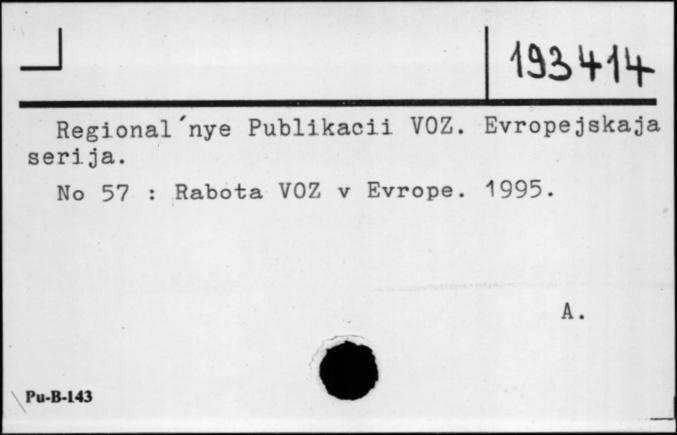 193414
Regional´nye Publikacii VOZ. Evropejskaja
serija.
No 57 : Rabota VOZ v Evrope. 1995.
A.
Pu-B-143